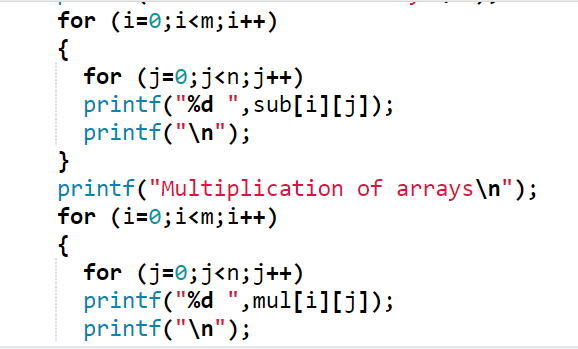 for (i=0;i<m;i++)
{
for (j=0;j<n;j++)
printf("%d ",sub[i][j]);
printf("\n");
}
printf("Multiplication of arrays\n");
for (i=0;i<m;i++)
{
for (j=0;j<n;j++)
printf("%d ",mul[i][j]);
printf("\n");